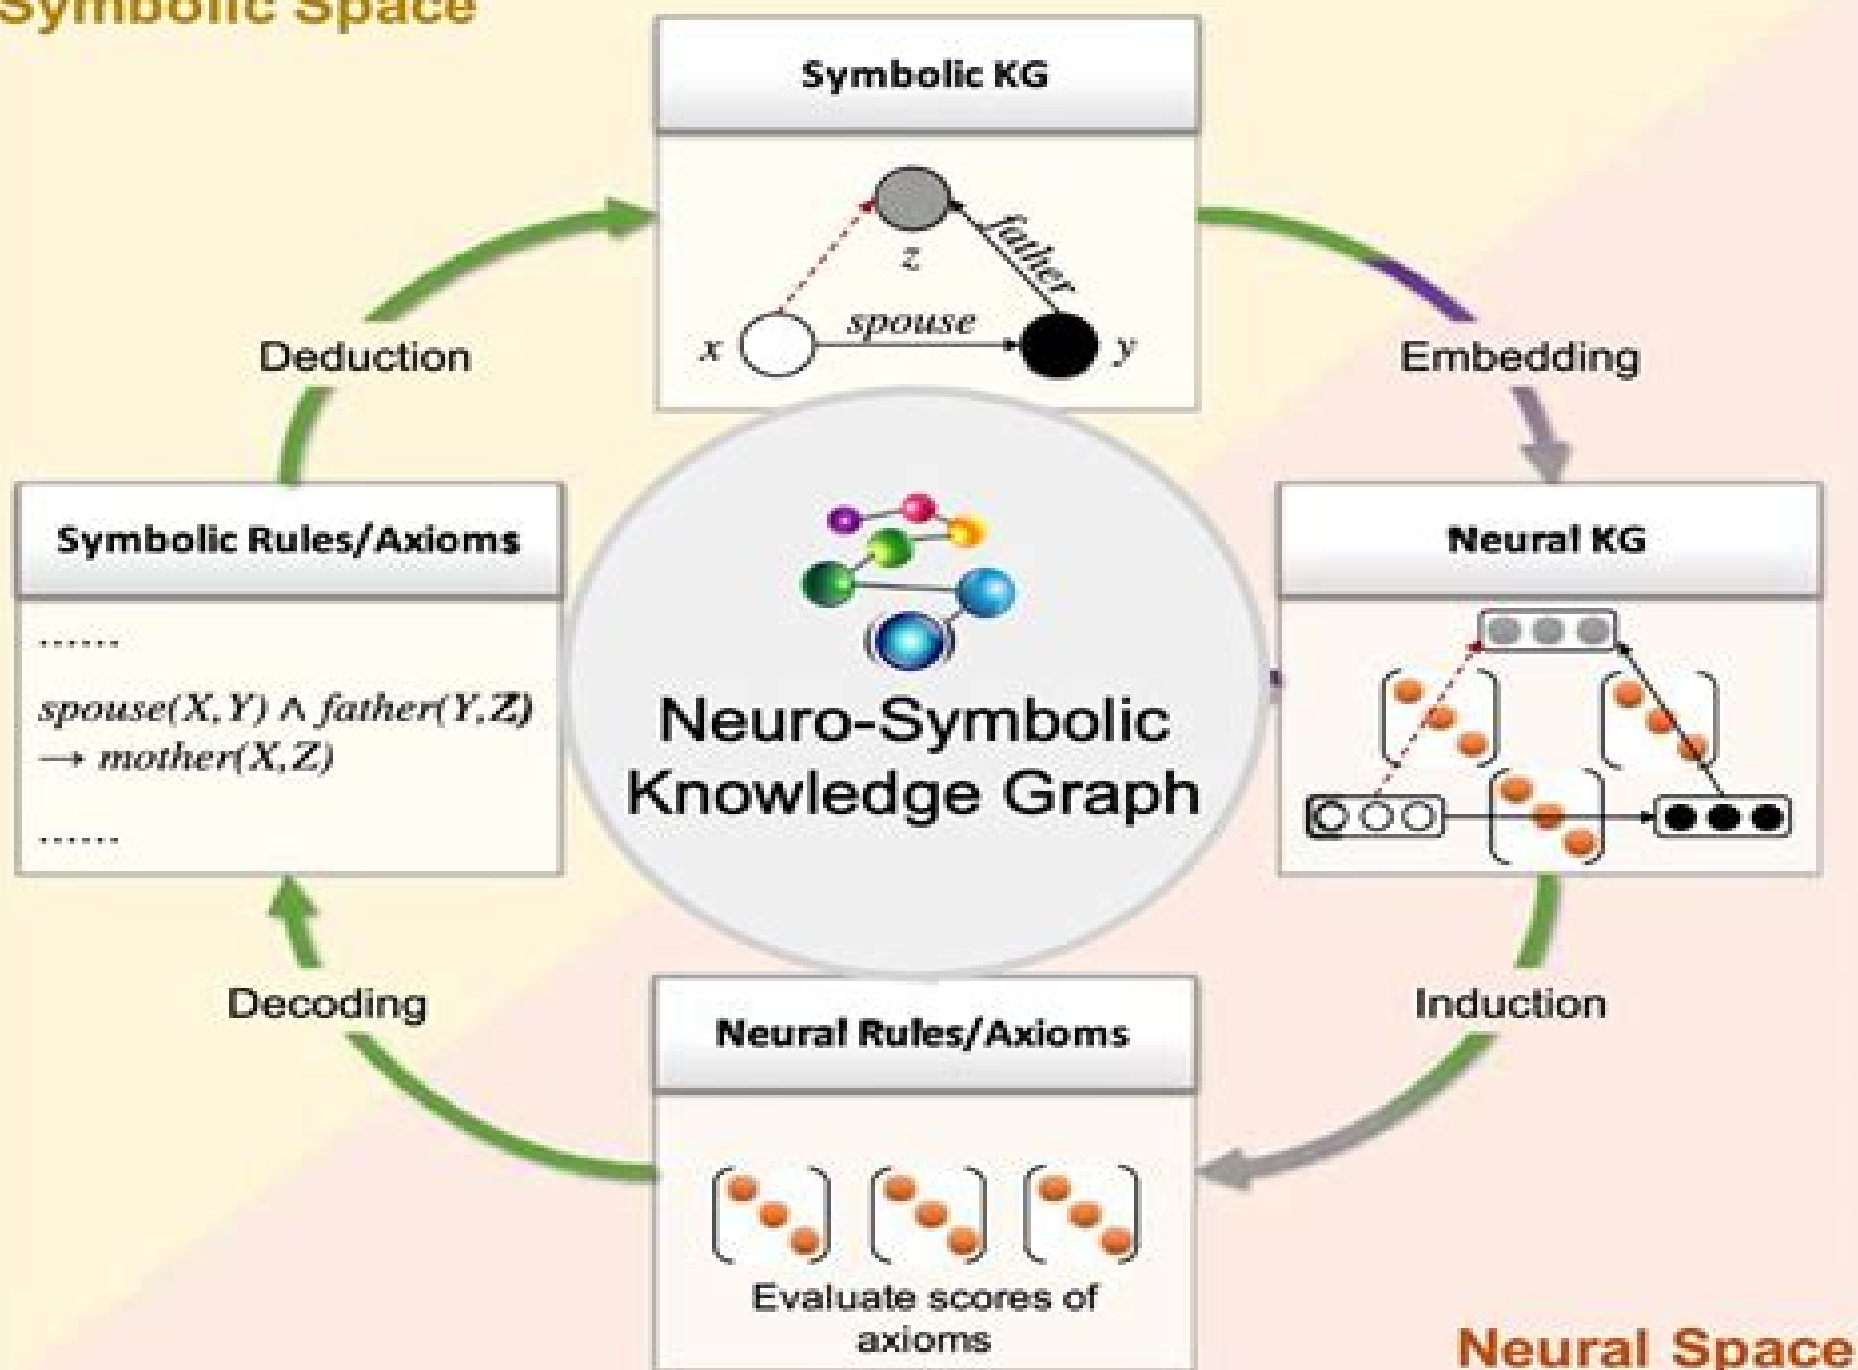 Symbolic Space
Symbolic KG
z
father
spouse
x
y
Deduction
Embedding
Symbolic Rules/Axioms
......
spouse(X,Y) ∧ father(Y,Z)
→ mother(X,Z)
......
Neuro-Symbolic
Knowledge Graph
Neural KG
Decoding
Induction
Neural Rules/Axioms
Evaluate scores of
axioms
Neural Space